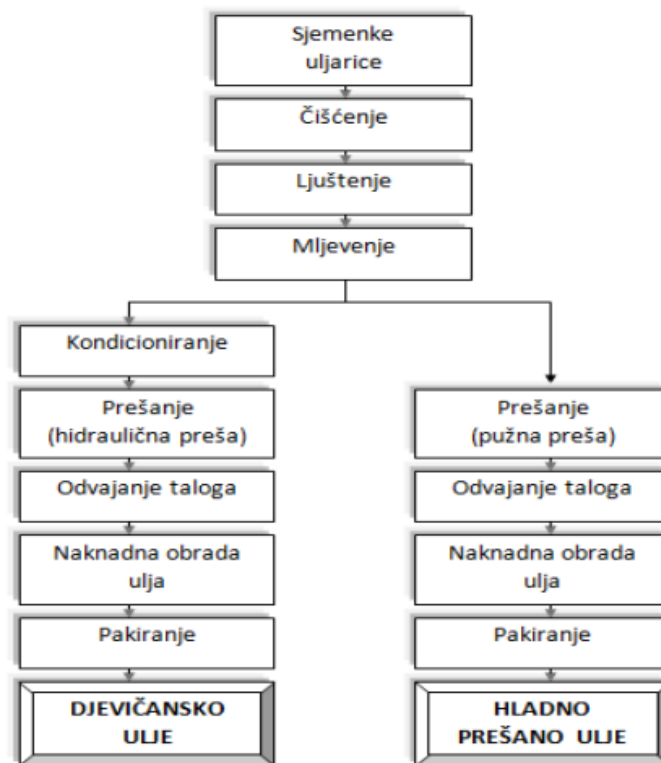 Sjemenke
uljarice
Čišćenje
Ljuštenje
Mljevenje
Kondicioniranje
Prešanje
(hidraulična preša)
Odvajanje taloga
Naknadna obrada
ulja
Pakiranje
DJEVIČANSKO
ULJE
Prešanje
(pužna preša)
Odvajanje taloga
Naknadna obrada
ulja
Pakiranje
HLADNO
PREŠANO ULJE